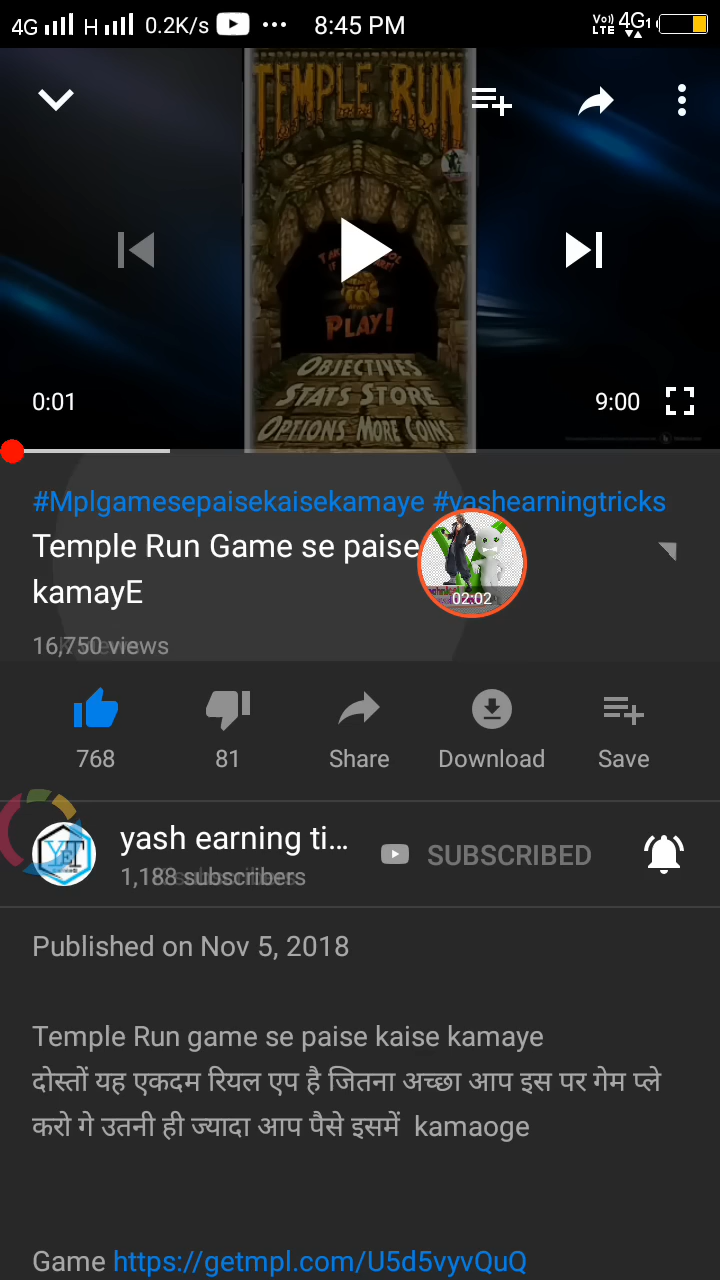 4G H 0.2K/s 8:45 PM VoLTE 4G1
TEMPLE RUN
PLAY!
OBJECTIVES
STATS STORE
OPTIONS MORE COINS
0:01 9:00
#Mplgamesepaisekaisekamaye #yashearningtricks
Temple Run Game se paise
kamayE
02:02
16,750 views
768 81 Share Download Save
YET
yash earning ti... SUBSCRIBED
1,188 subscribers
Published on Nov 5, 2018
Temple Run game se paise kaise kamaye
दोस्तों यह एकदम रियल एप है जितना अच्छा आप इस पर गेम प्ले
करो गे उतनी ही ज्यादा आप पैसे इसमें kamaoge
Game https://getmpl.com/U5d5vyvQuQ